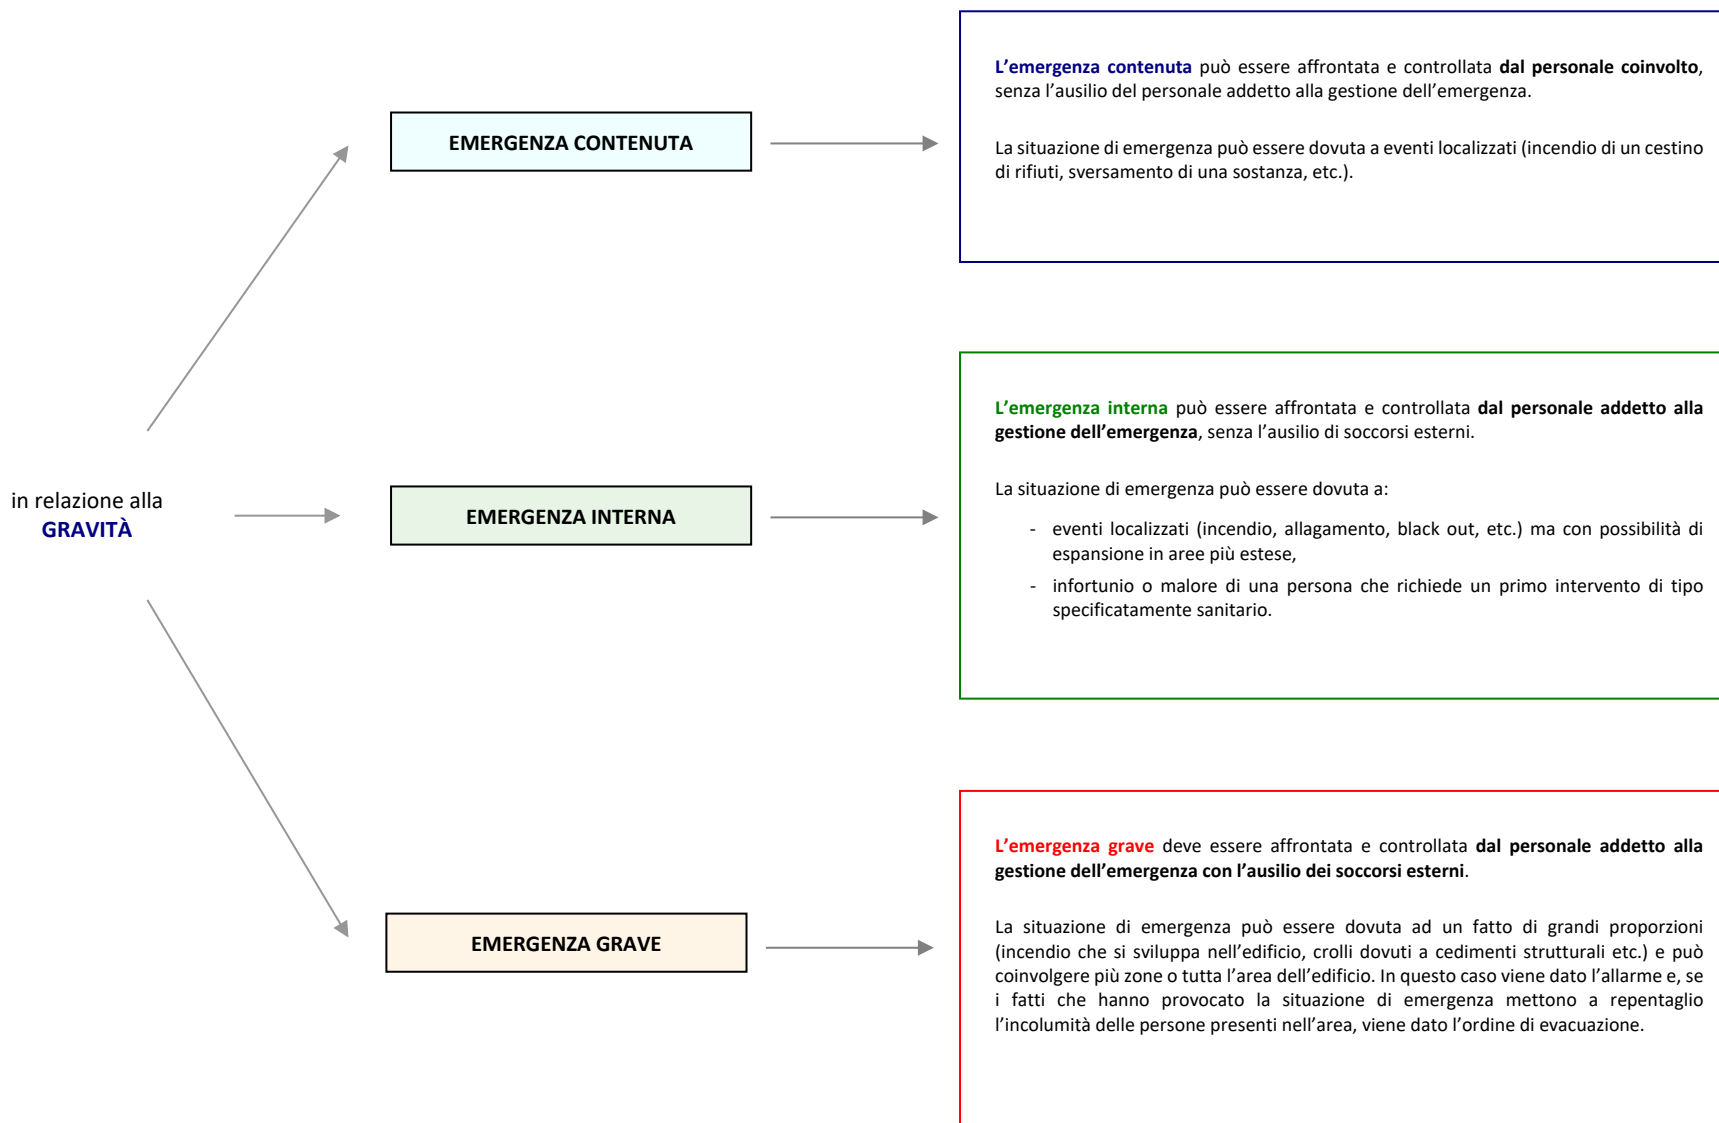 in relazione alla
GRAVITÀ
EMERGENZA CONTENUTA
L’emergenza contenuta può essere affrontata e controllata dal personale coinvolto,
senza l’ausilio del personale addetto alla gestione dell’emergenza.
La situazione di emergenza può essere dovuta a eventi localizzati (incendio di un cestino
di rifiuti, sversamento di una sostanza, etc.).
EMERGENZA INTERNA
L’emergenza interna può essere affrontata e controllata dal personale addetto alla
gestione dell’emergenza, senza l’ausilio di soccorsi esterni.
La situazione di emergenza può essere dovuta a:
- eventi localizzati (incendio, allagamento, black out, etc.) ma con possibilità di
espansione in aree più estese,
- infortunio o malore di una persona che richiede un primo intervento di tipo
specificatamente sanitario.
EMERGENZA GRAVE
L’emergenza grave deve essere affrontata e controllata dal personale addetto alla
gestione dell’emergenza con l’ausilio dei soccorsi esterni.
La situazione di emergenza può essere dovuta ad un fatto di grandi proporzioni
(incendio che si sviluppa nell’edificio, crolli dovuti a cedimenti strutturali etc.) e può
coinvolgere più zone o tutta l’area dell’edificio. In questo caso viene dato l’allarme e, se
i fatti che hanno provocato la situazione di emergenza mettono a repentaglio
l’incolumità delle persone presenti nell’area, viene dato l’ordine di evacuazione.